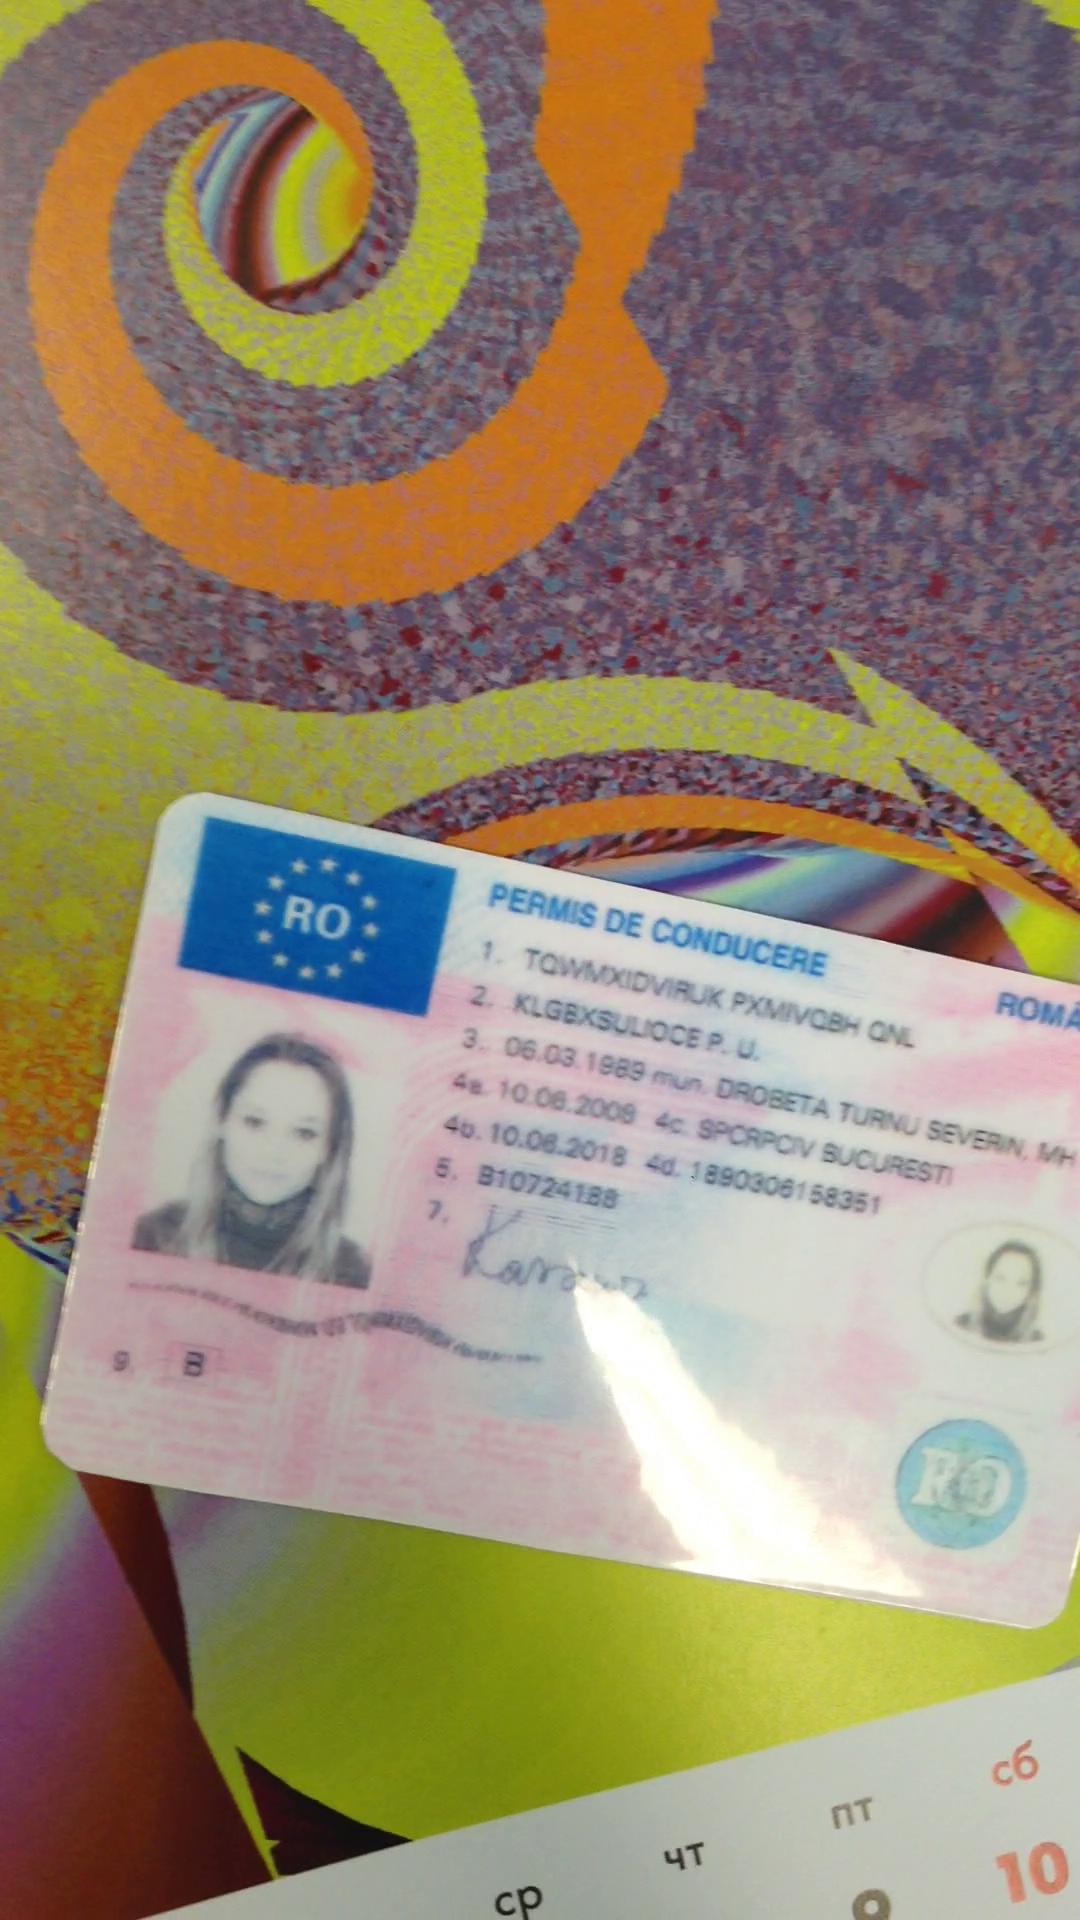 RO
PERMIS DE CONDUCERE
ROMÂ
1. TQWMXIDVIRUK PXMIVQBH QNL
2. KLGBXSULIOCE P. U.
3. 06.03.1989 mun. DROBETA TURNU SEVERIN, MH
4a. 10.06.2008 4c. SPCRPCIV BUCURESTI
4b. 10.06.2018 4d. 1890306158351
5. B10724188
7.
9. B
RO
ср чт пт сб
9 10